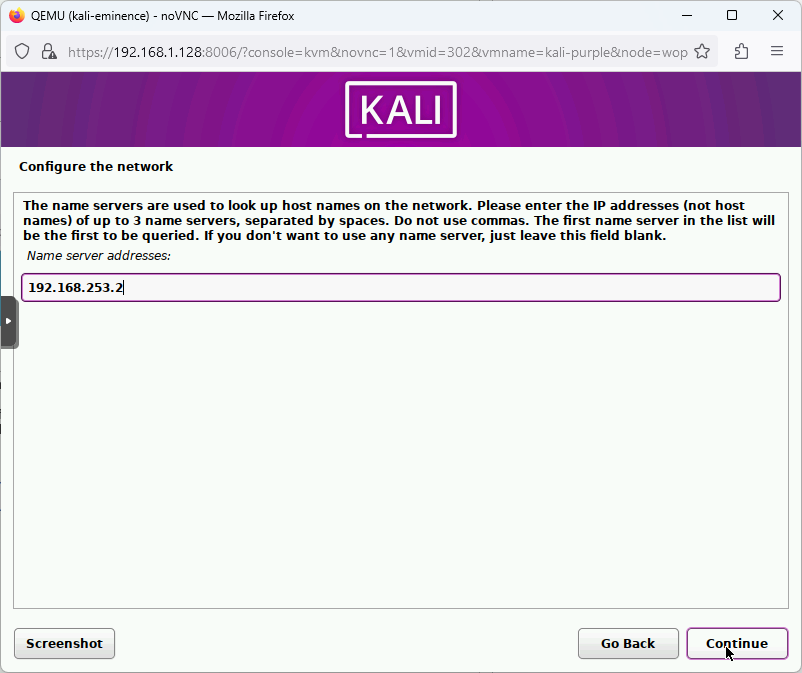 QEMU (kali-eminence) - noVNC — Mozilla Firefox
https://192.168.1.128:8006/?console=kvm&novnc=1&vmid=302&vmname=kali-purple&node=wop
KALI
Configure the network
The name servers are used to look up host names on the network. Please enter the IP addresses (not host
names) of up to 3 name servers, separated by spaces. Do not use commas. The first name server in the list will
be the first to be queried. If you don't want to use any name server, just leave this field blank.
Name server addresses:
192.168.253.2
Screenshot
Go Back
Continue